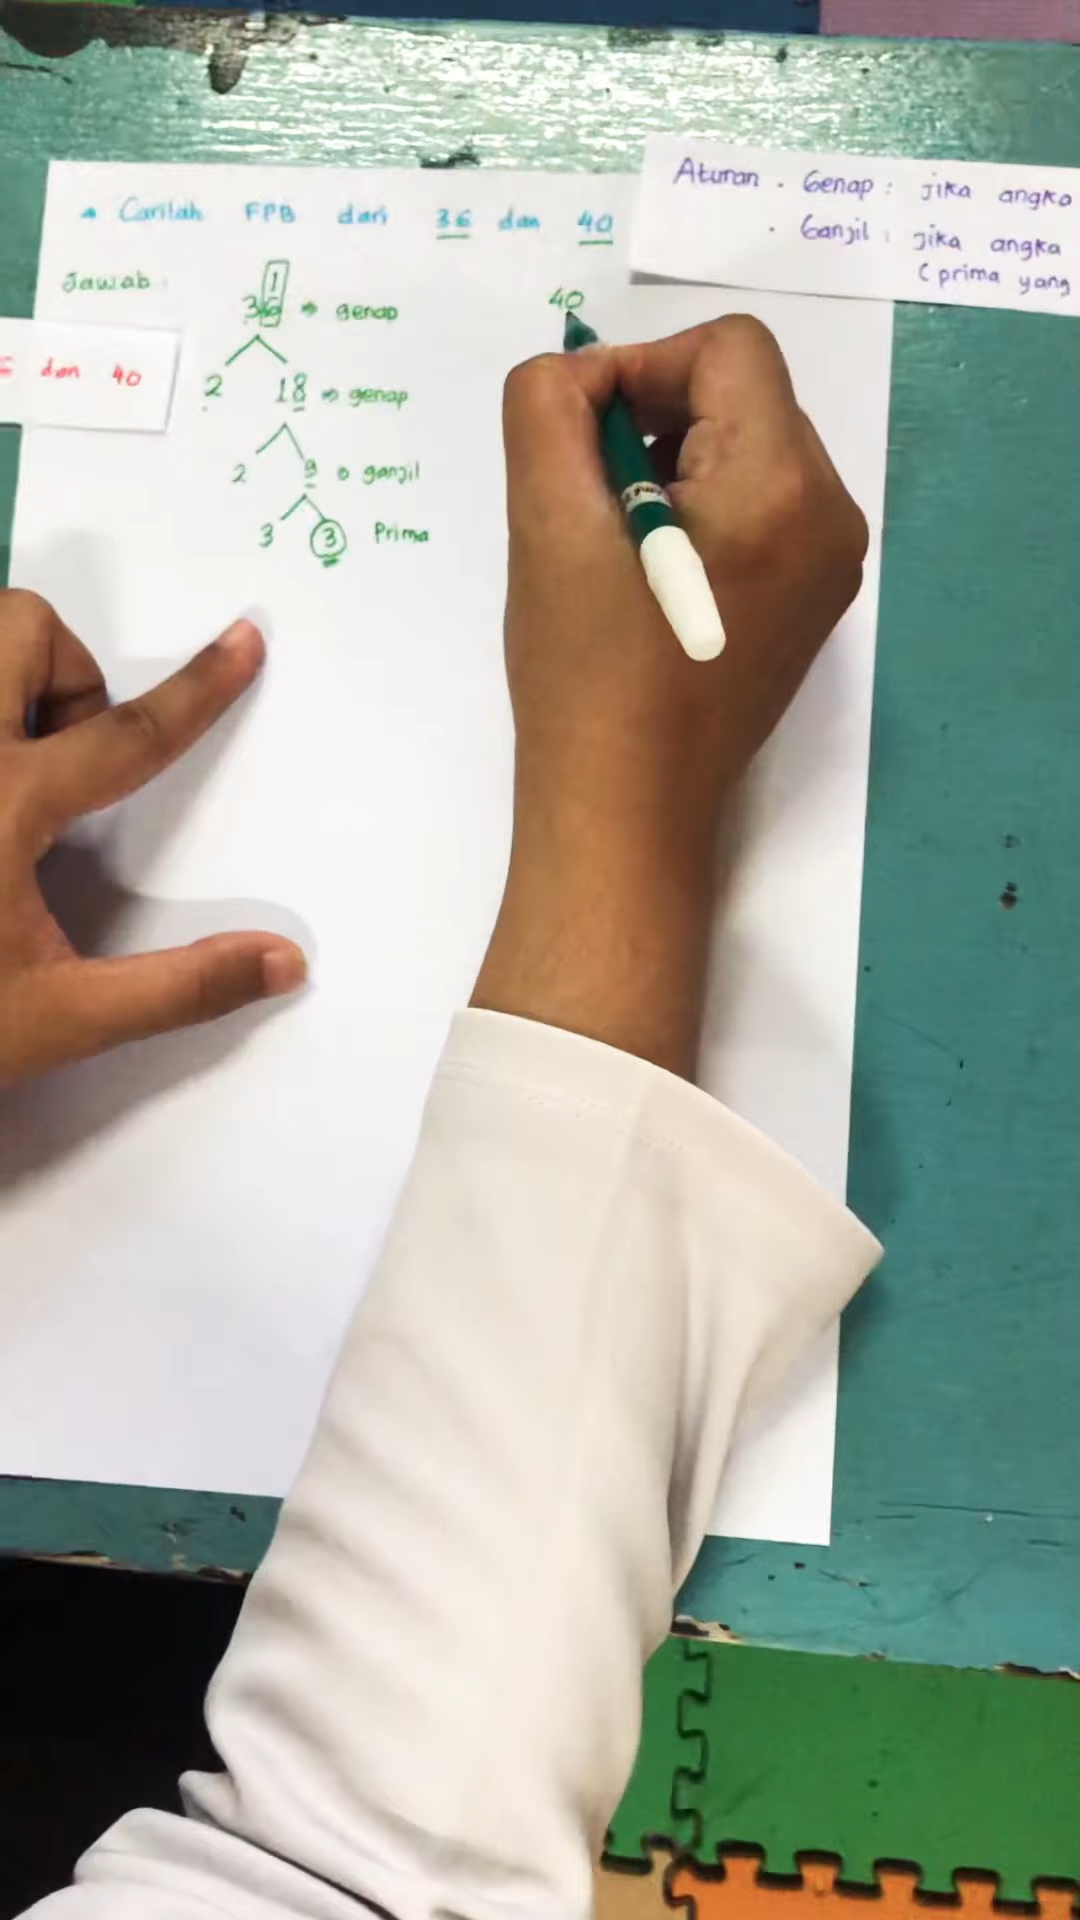 Carilah FPB dari 36 dan 40
Aturan . Genap : jika angka
. Ganjil : jika angka
(prima yang
Jawab :
1
36 ⇒ genap
40
dan 40
2 18 ⇒ genap
2 9 ⇒ ganjil
3 3 Prima